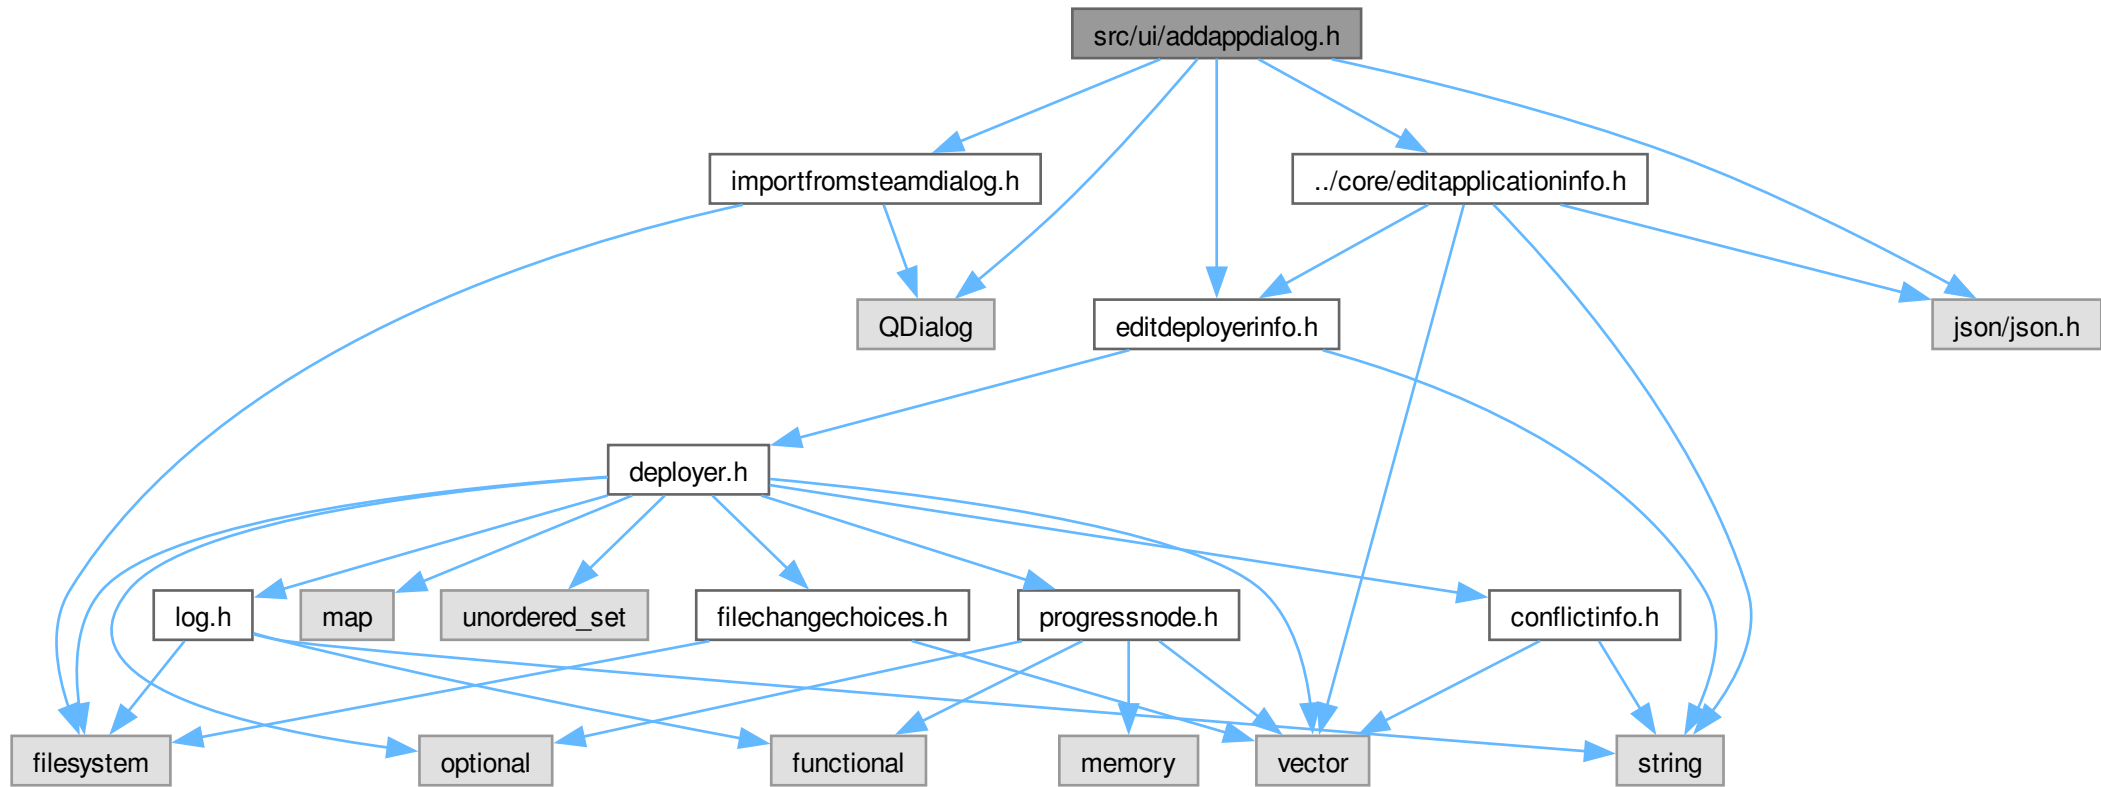 src/ui/addappdialog.h
importfromsteamdialog.h
../core/editapplicationinfo.h
QDialog
editdeployerinfo.h
json/json.h
deployer.h
log.h
map
unordered_set
filechangechoices.h
progressnode.h
conflictinfo.h
filesystem
optional
functional
memory
vector
string